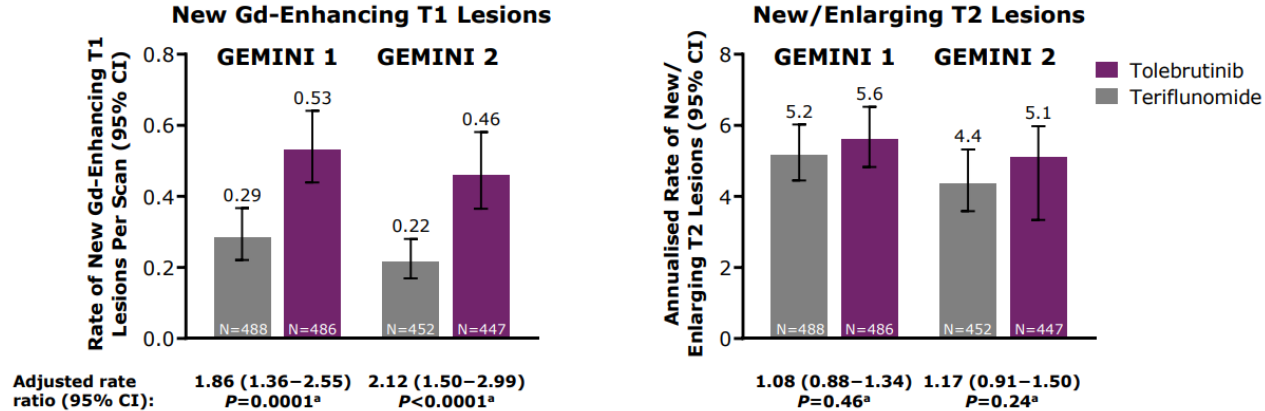 New Gd-Enhancing T1 Lesions
Rate of New Gd-Enhancing T1
Lesions Per Scan (95% CI)
0.8
0.6
0.4
0.2
0.0
GEMINI 1
GEMINI 2
0.29
0.53
0.22
0.46
N=488
N=486
N=452
N=447
New/Enlarging T2 Lesions
Annualised Rate of New/
Enlarging T2 Lesions (95% CI)
8
6
4
2
0
GEMINI 1
GEMINI 2
5.2
5.6
4.4
5.1
N=488
N=486
N=452
N=447
Tolebrutinib
Teriflunomide
Adjusted rate
ratio (95% CI):
1.86 (1.36–2.55)
P=0.0001ᵃ
2.12 (1.50–2.99)
P<0.0001ᵃ
1.08 (0.88–1.34)
P=0.46ᵃ
1.17 (0.91–1.50)
P=0.24ᵃ